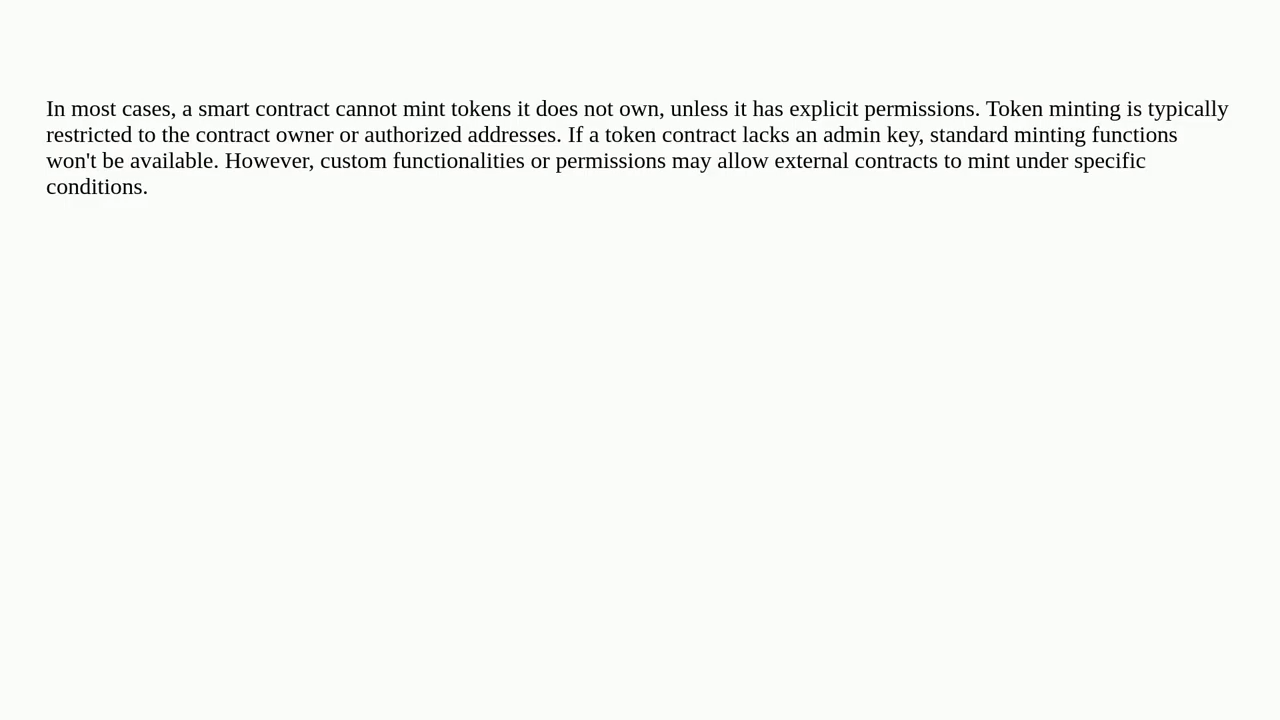 In most cases, a smart contract cannot mint tokens it does not own, unless it has explicit permissions. Token minting is typically
restricted to the contract owner or authorized addresses. If a token contract lacks an admin key, standard minting functions
won't be available. However, custom functionalities or permissions may allow external contracts to mint under specific
conditions.